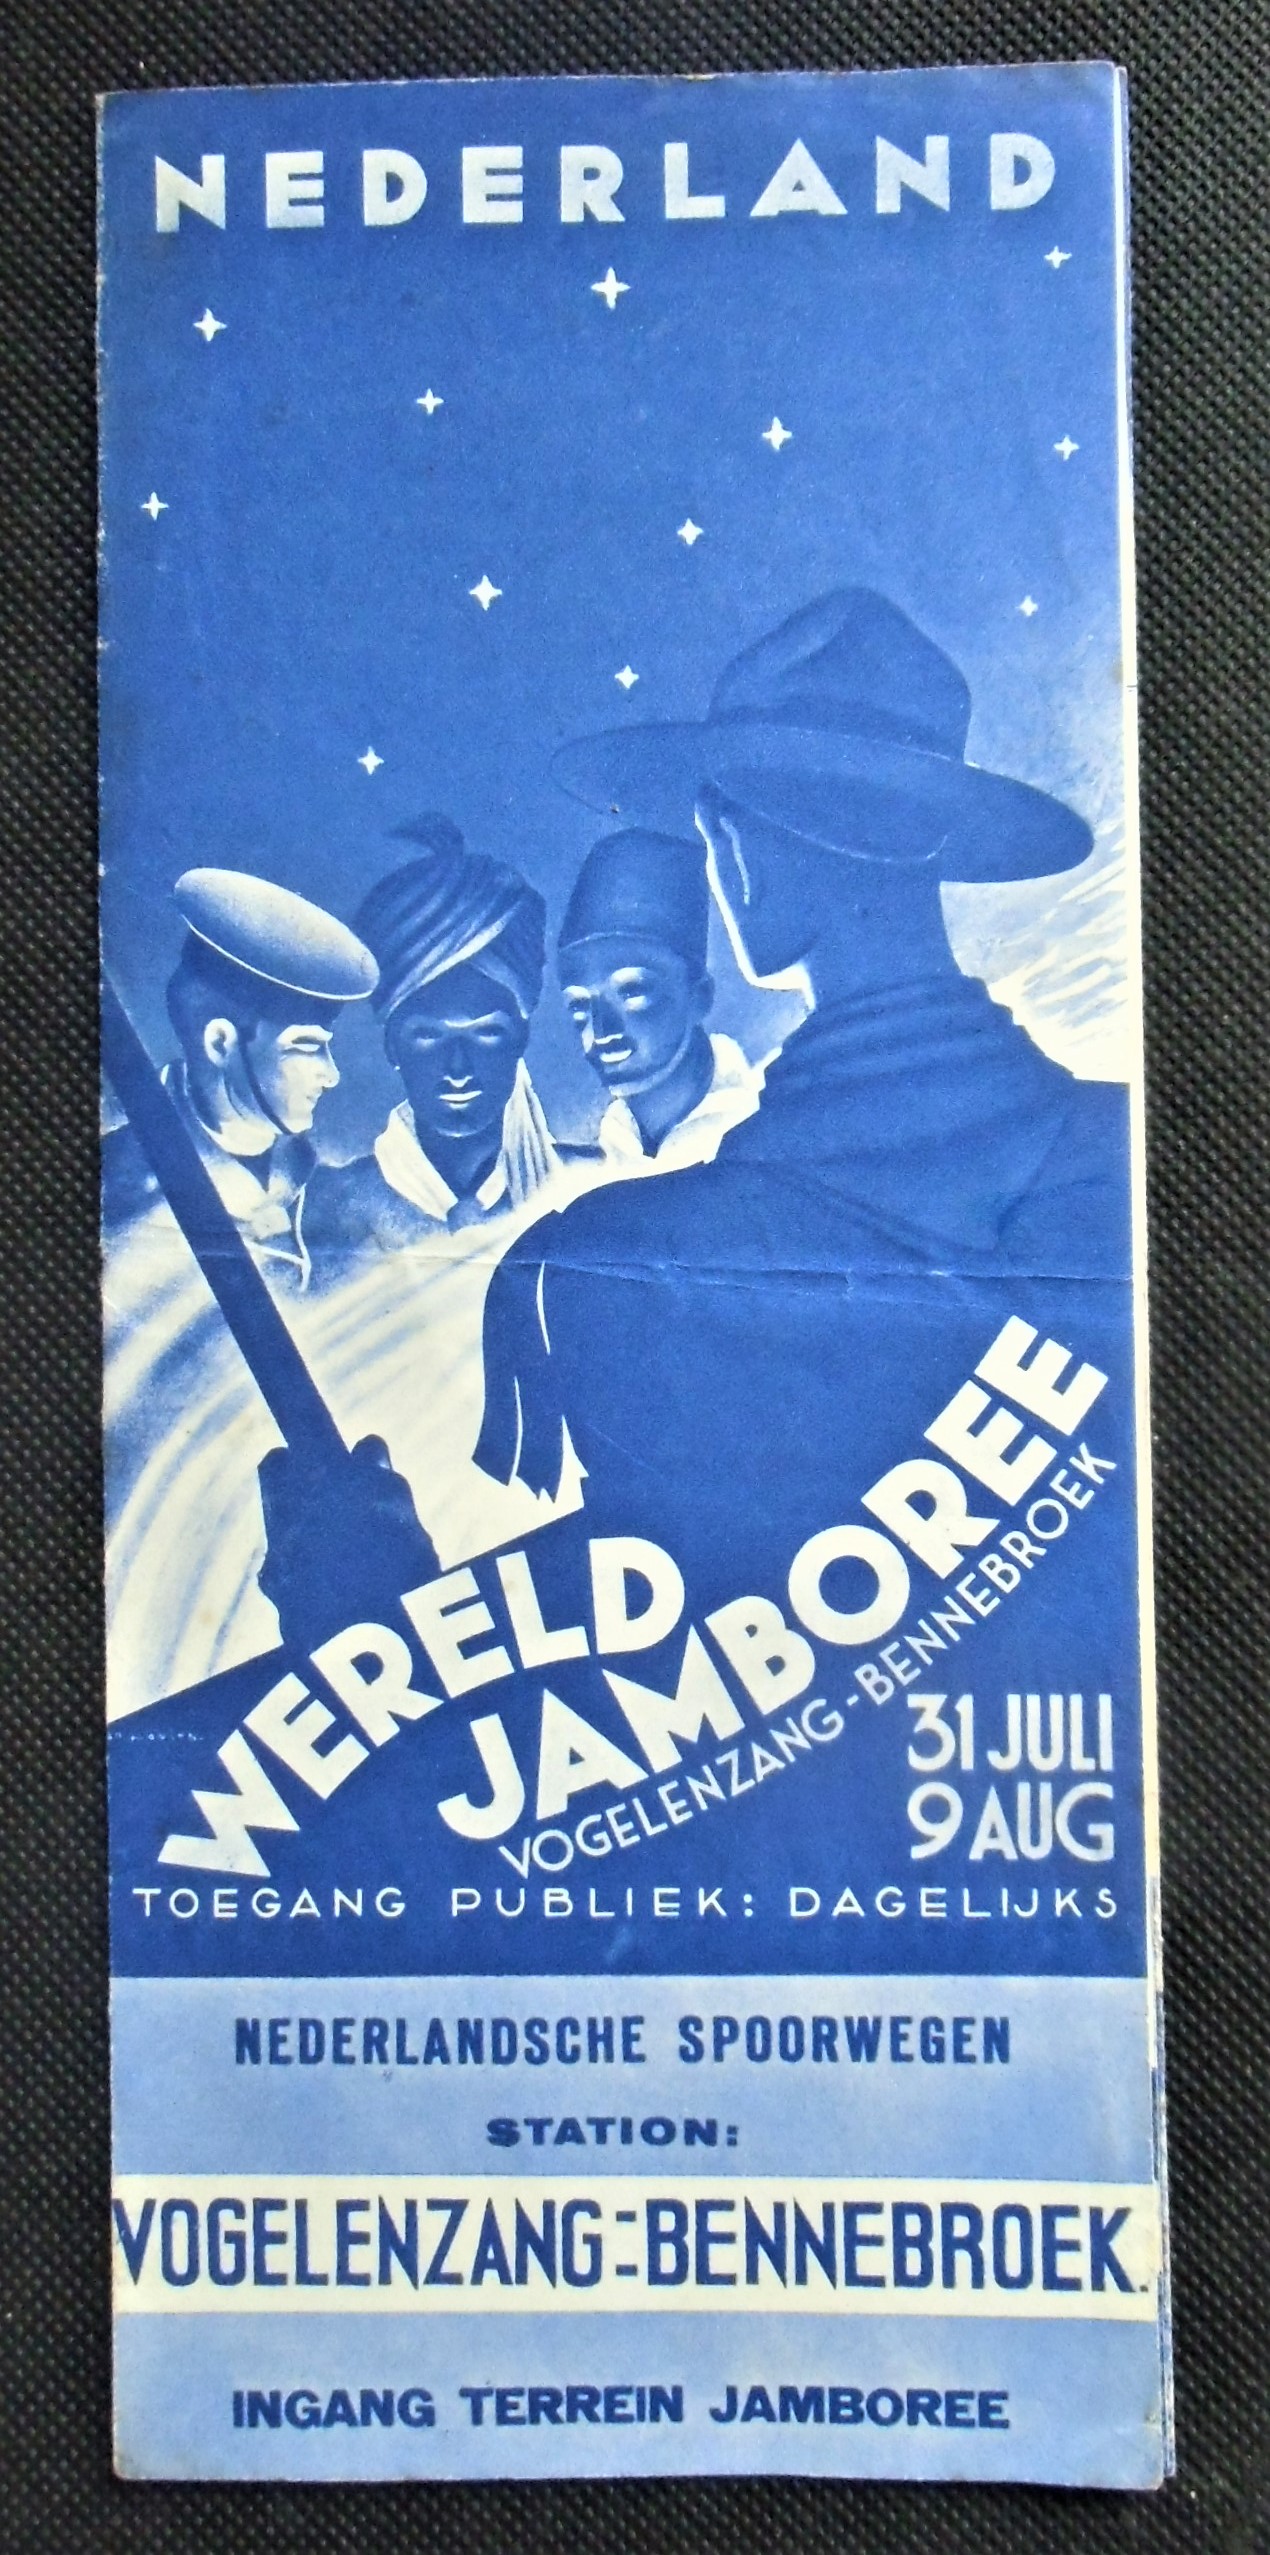 NEDERLAND
WERELD
JAMBOREE
VOGELENZANG-BENNEBROEK
31 JULI
9 AUG
TOEGANG PUBLIEK: DAGELIJKS
NEDERLANDSCHE SPOORWEGEN
STATION:
VOGELENZANG=BENNEBROEK.
INGANG TERREIN JAMBOREE